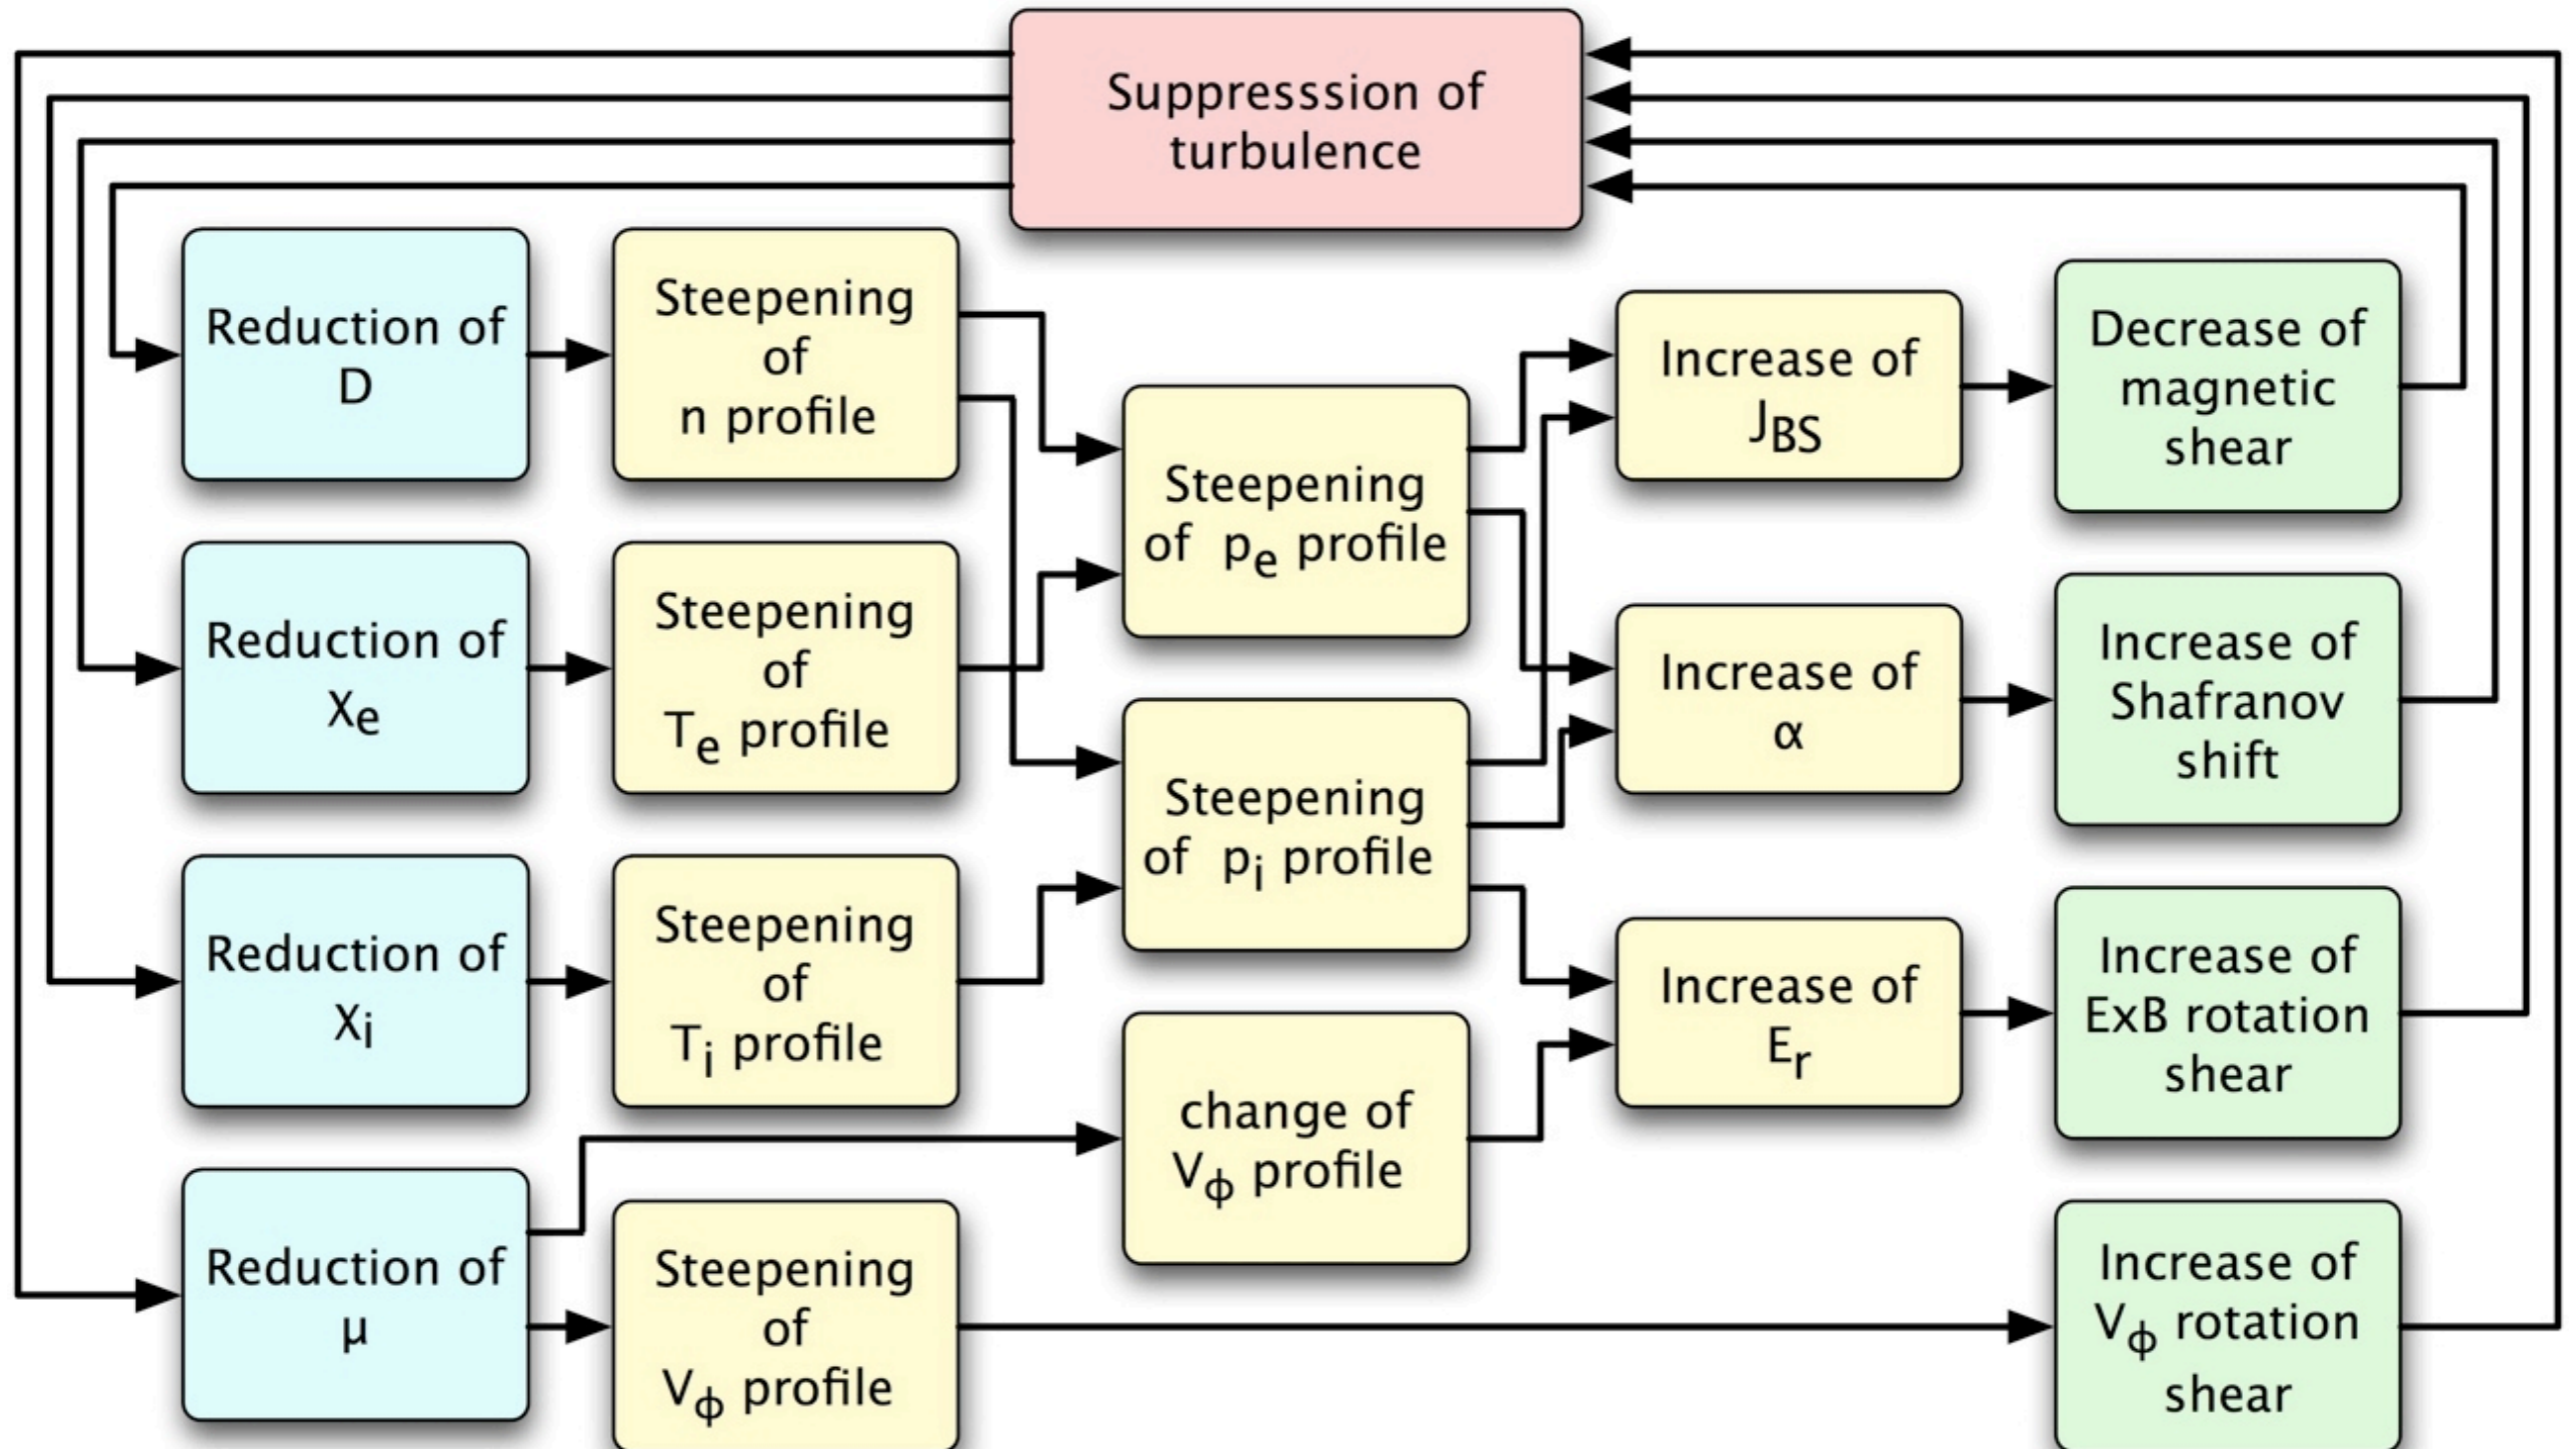 Suppresssion of
turbulence
Reduction of
D
Steepening
of
n profile
Steepening
of pe profile
Increase of
JBS
Decrease of
magnetic
shear
Reduction of
Xe
Steepening
of
Te profile
Steepening
of pi profile
Increase of
α
Increase of
Shafranov
shift
Reduction of
Xi
Steepening
of
Ti profile
change of
Vϕ profile
Increase of
Er
Increase of
ExB rotation
shear
Reduction of
μ
Steepening
of
Vϕ profile
Increase of
Vϕ rotation
shear